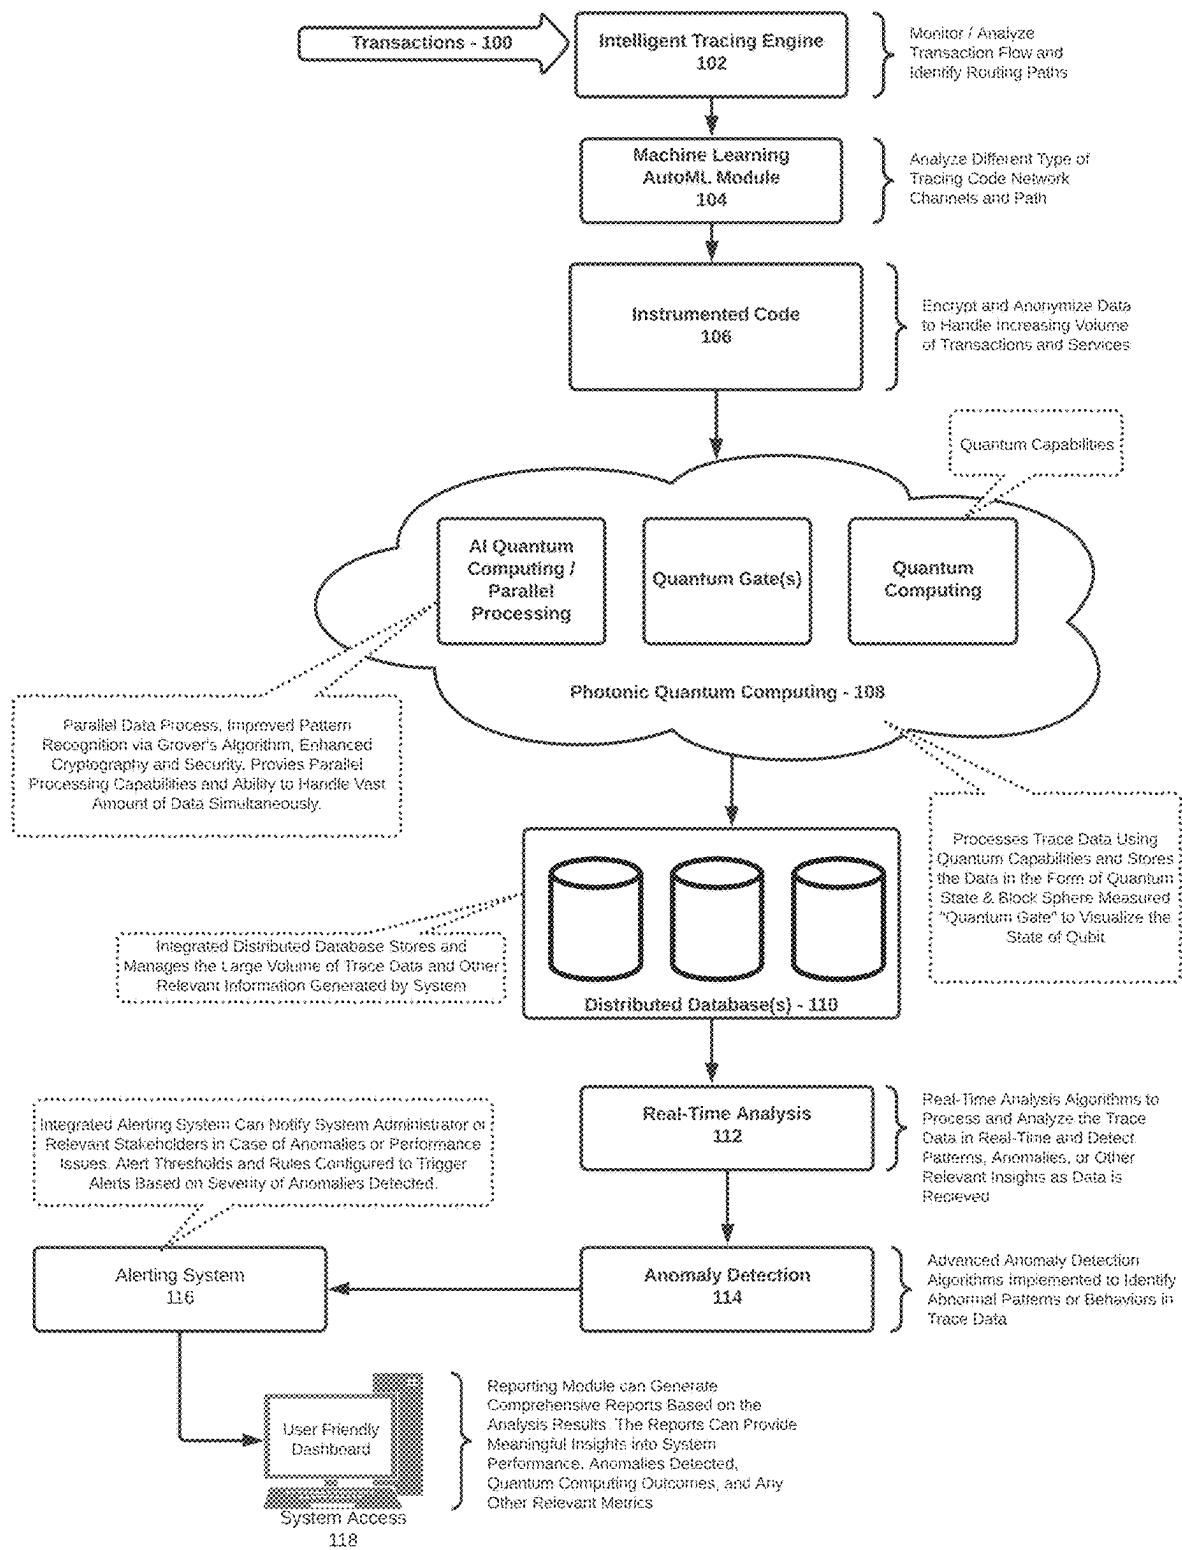 Transactions - 100
Intelligent Tracing Engine
102
Monitor / Analyze
Transaction Flow and
Identify Routing Paths
Machine Learning
AutoML Module
104
Analyze Different Type of
Tracing Code Network
Channels and Path
Instrumented Code
106
Encrypt and Anonymize Data
to Handle Increasing Volume
of Transactions and Services
Quantum Capabilities
AI Quantum
Computing /
Parallel
Processing
Quantum Gate(s)
Quantum
Computing
Photonic Quantum Computing - 108
Parallel Data Process, Improved Pattern
Recognition via Grover's Algorithm, Enhanced
Cryptography and Security. Provies Parallel
Processing Capabilities and Ability to Handle Vast
Amount of Data Simultaneously.
Processes Trace Data Using
Quantum Capabilities and Stores
the Data in the Form of Quantum
State & Block Sphere Measured
"Quantum Gate" to Visualize the
State of Qubit
Integrated Distributed Database Stores and
Manages the Large Volume of Trace Data and Other
Relevant Information Generated by System
Distributed Database(s) - 110
Real-Time Analysis
112
Real-Time Analysis Algorithms to
Process and Analyze the Trace
Data in Real-Time and Detect
Patterns, Anomalies, or Other
Relevant Insights as Data is
Recieved
Integrated Alerting System Can Notify System Administrator or
Relevant Stakeholders in Case of Anomalies or Performance
Issues. Alert Thresholds and Rules Configured to Trigger
Alerts Based on Severity of Anomalies Detected.
Alerting System
116
Anomaly Detection
114
Advanced Anomaly Detection
Algorithms Implemented to Identify
Abnormal Patterns or Behaviors in
Trace Data
User Friendly
Dashboard
System Access
118
Reporting Module can Generate
Comprehensive Reports Based on the
Analysis Results. The Reports Can Provide
Meaningful Insights into System
Performance, Anomalies Detected,
Quantum Computing Outcomes, and Any
Other Relevant Metrics